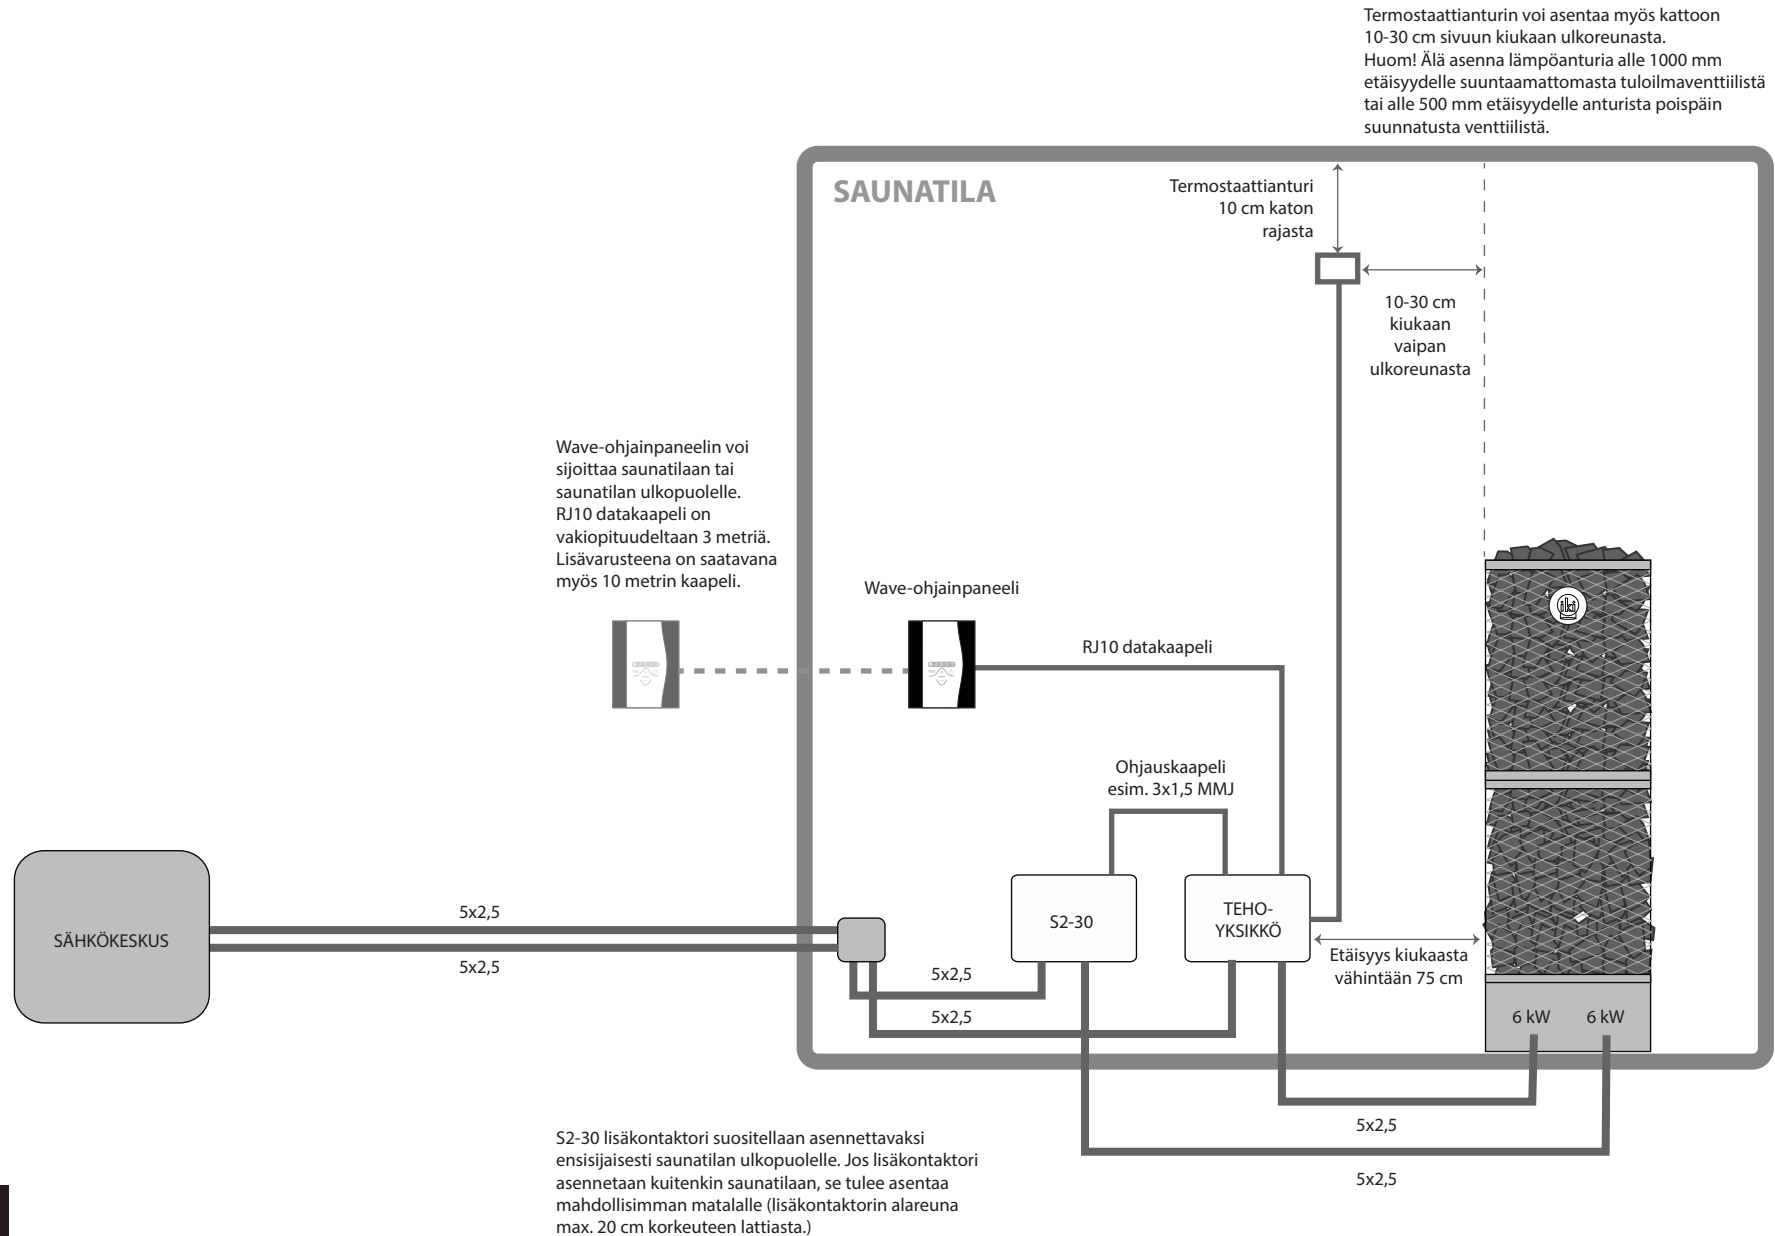 Termostaattianturin voi asentaa myös kattoon
10-30 cm sivuun kiukaan ulkoreunasta.
Huom! Älä asenna lämpöanturia alle 1000 mm
etäisyydelle suuntaamattomasta tuloilmaventtiilistä
tai alle 500 mm etäisyydelle anturista poispäin
suunnatusta venttiilistä.
SAUNATILA
Termostaattianturi
10 cm katon
rajasta
10-30 cm
kiukaan
vaipan
ulkoreunasta
Wave-ohjainpaneelin voi
sijoittaa saunatilaan tai
saunatilan ulkopuolelle.
RJ10 datakaapeli on
vakiopituudeltaan 3 metriä.
Lisävarusteena on saatavana
myös 10 metrin kaapeli.
Wave-ohjainpaneeli
iki
RJ10 datakaapeli
Ohjauskaapeli
esim. 3x1,5 MMJ
SÄHKÖKESKUS
5x2,5
5x2,5
S2-30
TEHO-
YKSIKKÖ
Etäisyys kiukaasta
vähintään 75 cm
5x2,5
5x2,5
6 kW
6 kW
5x2,5
5x2,5
S2-30 lisäkontaktori suositellaan asennettavaksi
ensisijaisesti saunatilan ulkopuolelle. Jos lisäkontaktori
asennetaan kuitenkin saunatilaan, se tulee asentaa
mahdollisimman matalalle (lisäkontaktorin alareuna
max. 20 cm korkeuteen lattiasta.)